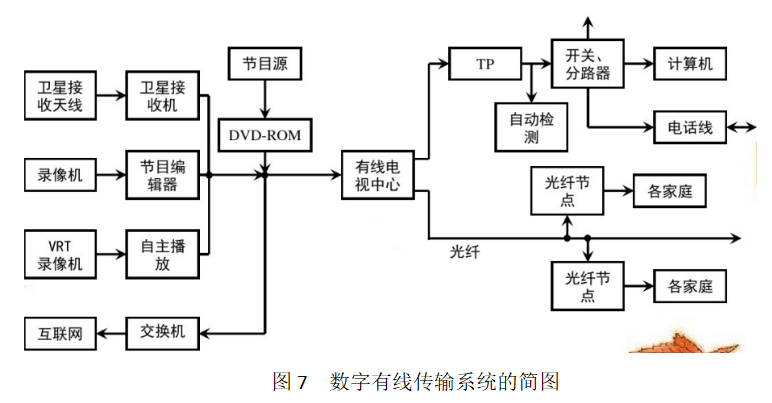 节目源
卫星接
收天线
卫星接
收机
DVD-ROM
录像机
节目编
辑器
VRT
录像机
自主播
放
互联网
交换机
有线电
视中心
TP
开关、
分路器
计算机
自动检
测
电话线
光纤节
点
各家庭
光纤
光纤节
点
各家庭
图 7 数字有线传输系统的简图